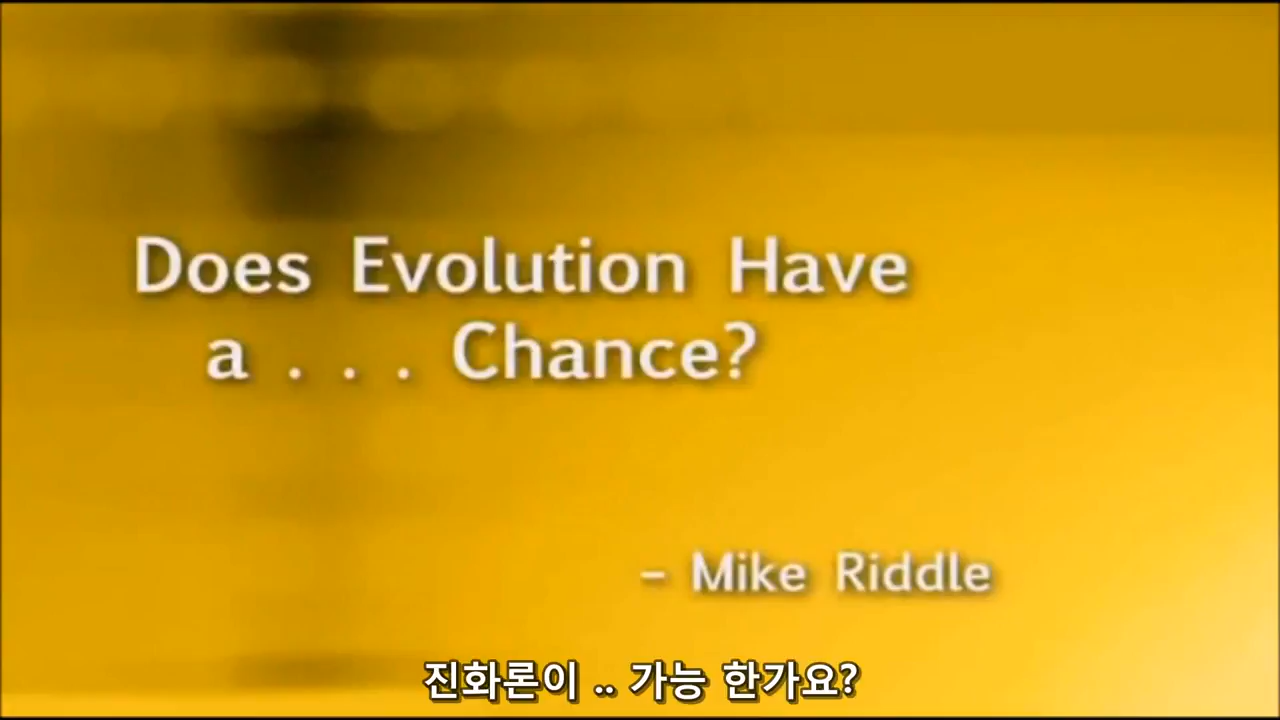 Does Evolution Have
a . . . Chance?
– Mike Riddle
진화론이 .. 가능 한가요?